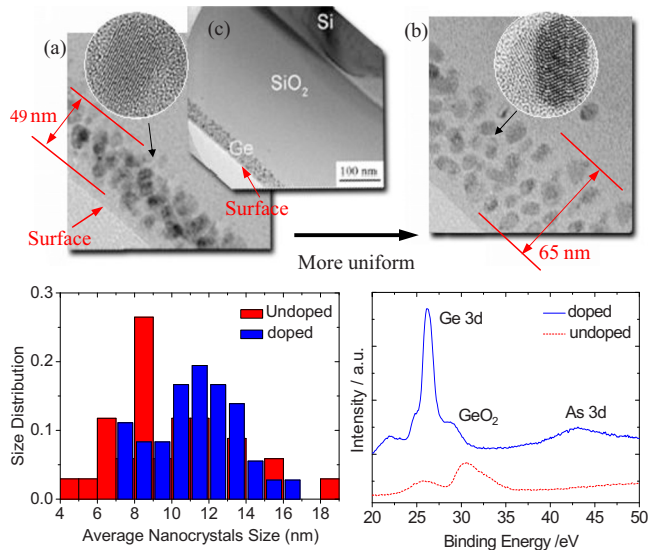 (a)
(c)
Si
(b)
SiO2
49 nm
Ge
100 nm
Surface
Surface
More uniform
65 nm
0.3
0.2
0.1
0.0
Size Distribution
Undoped
doped
4 6 8 10 12 14 16 18
Average Nanocrystals Size (nm)
Intensity / a.u.
Ge 3d
GeO2
As 3d
doped
undoped
20 25 30 35 40 45 50
Binding Energy /eV